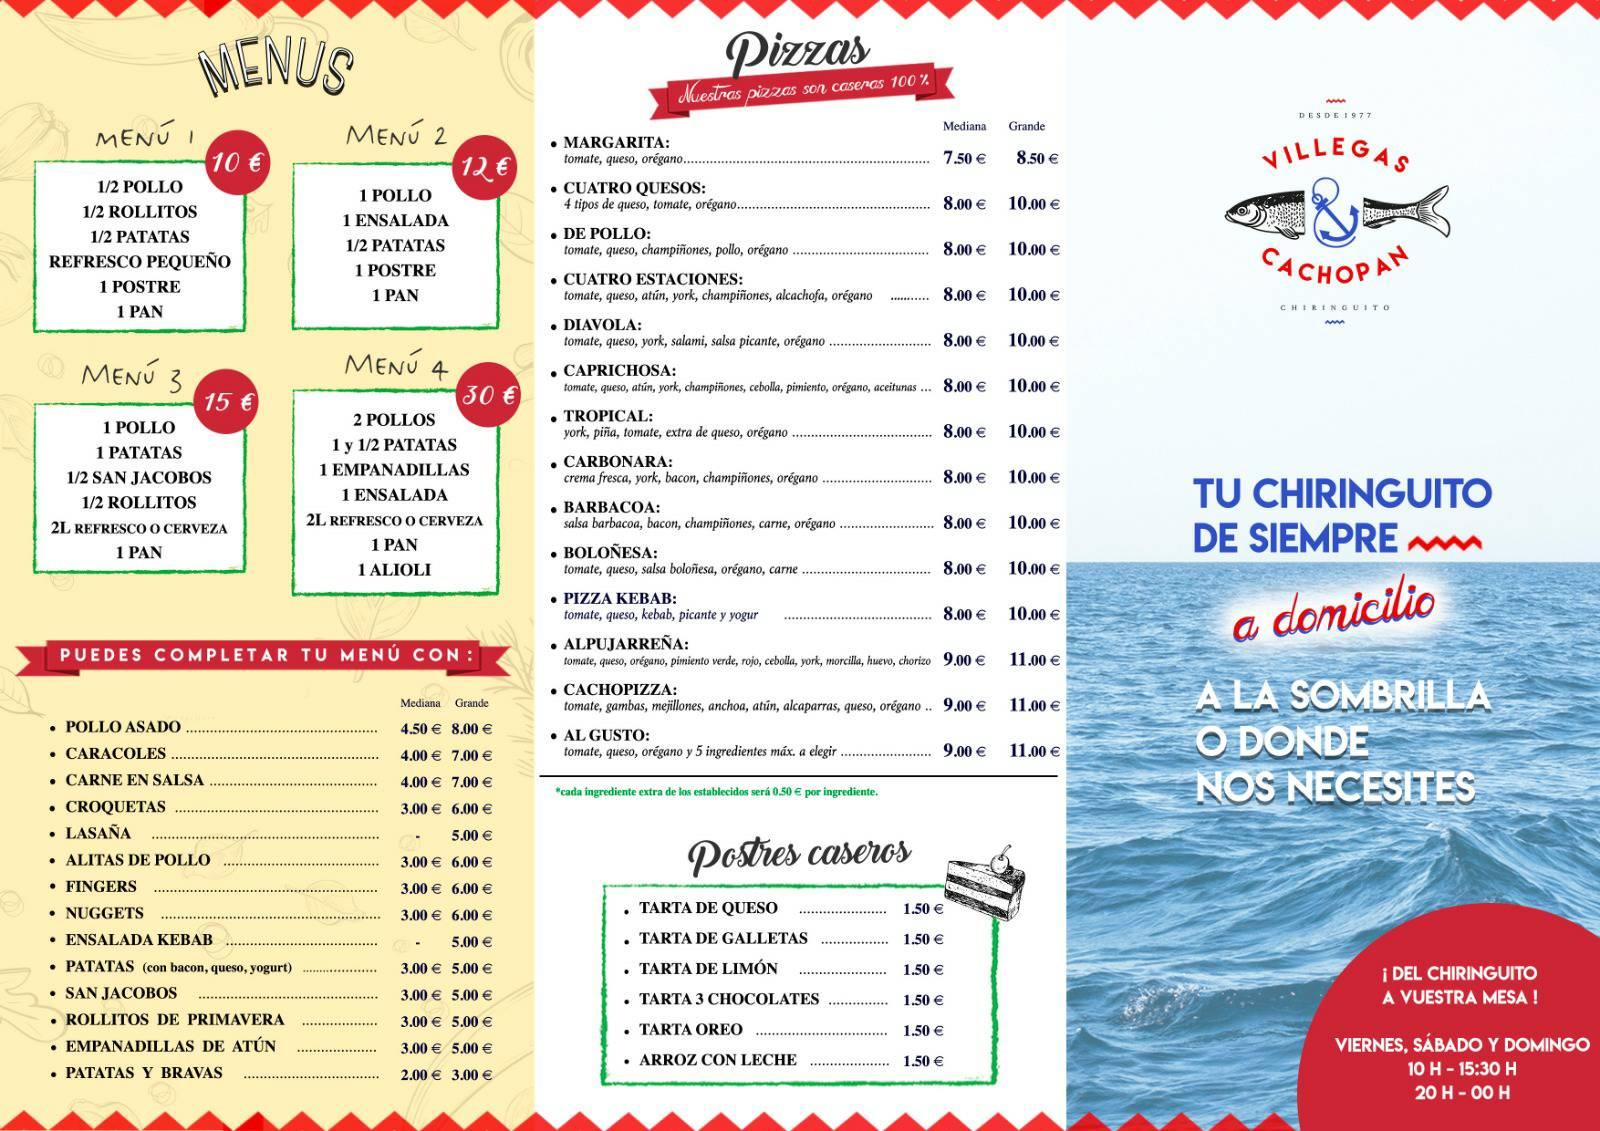 MENUS
MENÚ 1
10 €
1/2 POLLO
1/2 ROLLITOS
1/2 PATATAS
REFRESCO PEQUEÑO
1 POSTRE
1 PAN
MENÚ 2
12 €
1 POLLO
1 ENSALADA
1/2 PATATAS
1 POSTRE
1 PAN
MENÚ 3
15 €
1 POLLO
1 PATATAS
1/2 SAN JACOBOS
1/2 ROLLITOS
2L REFRESCO O CERVEZA
1 PAN
MENÚ 4
30 €
2 POLLOS
1 y 1/2 PATATAS
1 EMPANADILLAS
1 ENSALADA
2L REFRESCO O CERVEZA
1 PAN
1 ALIOLI
PUEDES COMPLETAR TU MENÚ CON :
Mediana Grande
• POLLO ASADO 4.50 € 8.00 €
• CARACOLES 4.00 € 7.00 €
• CARNE EN SALSA 4.00 € 7.00 €
• CROQUETAS 3.00 € 6.00 €
• LASAÑA - 5.00 €
• ALITAS DE POLLO 3.00 € 6.00 €
• FINGERS 3.00 € 6.00 €
• NUGGETS 3.00 € 6.00 €
• ENSALADA KEBAB - 5.00 €
• PATATAS (con bacon, queso, yogurt) 3.00 € 5.00 €
• SAN JACOBOS 3.00 € 5.00 €
• ROLLITOS DE PRIMAVERA 3.00 € 5.00 €
• EMPANADILLAS DE ATÚN 3.00 € 5.00 €
• PATATAS Y BRAVAS 2.00 € 3.00 €
Pizzas
Nuestras pizzas son caseras 100%
Mediana Grande
• MARGARITA:
tomate, queso, orégano 7.50 € 8.50 €
• CUATRO QUESOS:
4 tipos de queso, tomate, orégano 8.00 € 10.00 €
• DE POLLO:
tomate, queso, champiñones, pollo, orégano 8.00 € 10.00 €
• CUATRO ESTACIONES:
tomate, queso, atún, york, champiñones, alcachofa, orégano 8.00 € 10.00 €
• DIAVOLA:
tomate, queso, york, salami, salsa picante, orégano 8.00 € 10.00 €
• CAPRICHOSA:
tomate, queso, atún, york, champiñones, cebolla, pimiento, orégano, aceitunas 8.00 € 10.00 €
• TROPICAL:
york, piña, tomate, extra de queso, orégano 8.00 € 10.00 €
• CARBONARA:
crema fresca, york, bacon, champiñones, orégano 8.00 € 10.00 €
• BARBACOA:
salsa barbacoa, bacon, champiñones, carne, orégano 8.00 € 10.00 €
• BOLOÑESA:
tomate, queso, salsa boloñesa, orégano, carne 8.00 € 10.00 €
• PIZZA KEBAB:
tomate, queso, kebab, picante y yogur 8.00 € 10.00 €
• ALPUJARREÑA:
tomate, queso, orégano, pimiento verde, rojo, cebolla, york, morcilla, huevo, chorizo 9.00 € 11.00 €
• CACHOPIZZA:
tomate, gambas, mejillones, anchoa, atún, alcaparras, queso, orégano 9.00 € 11.00 €
• AL GUSTO:
tomate, queso, orégano y 5 ingredientes máx. a elegir 9.00 € 11.00 €
*cada ingrediente extra de los establecidos será 0.50 € por ingrediente.
Postres caseros
• TARTA DE QUESO 1.50 €
• TARTA DE GALLETAS 1.50 €
• TARTA DE LIMÓN 1.50 €
• TARTA 3 CHOCOLATES 1.50 €
• TARTA OREO 1.50 €
• ARROZ CON LECHE 1.50 €
DESDE 1977
VILLEGAS
&
CACHOPAN
CHIRINGUITO
TU CHIRINGUITO
DE SIEMPRE
a domicilio
A LA SOMBRILLA
O DONDE
NOS NECESITES
¡ DEL CHIRINGUITO
A VUESTRA MESA !
VIERNES, SÁBADO Y DOMINGO
10 H - 15:30 H
20 H - 00 H